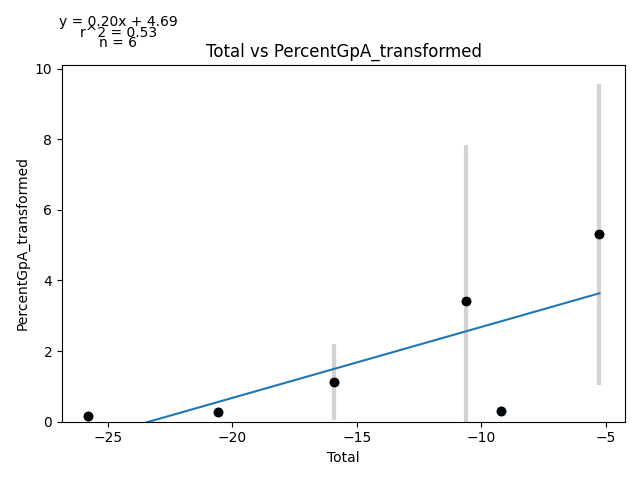 y = 0.20x + 4.69
r^2 = 0.53
n = 6
Total vs PercentGpA_transformed
PercentGpA_transformed
10
8
6
4
2
0
−25 −20 −15 −10 −5
Total